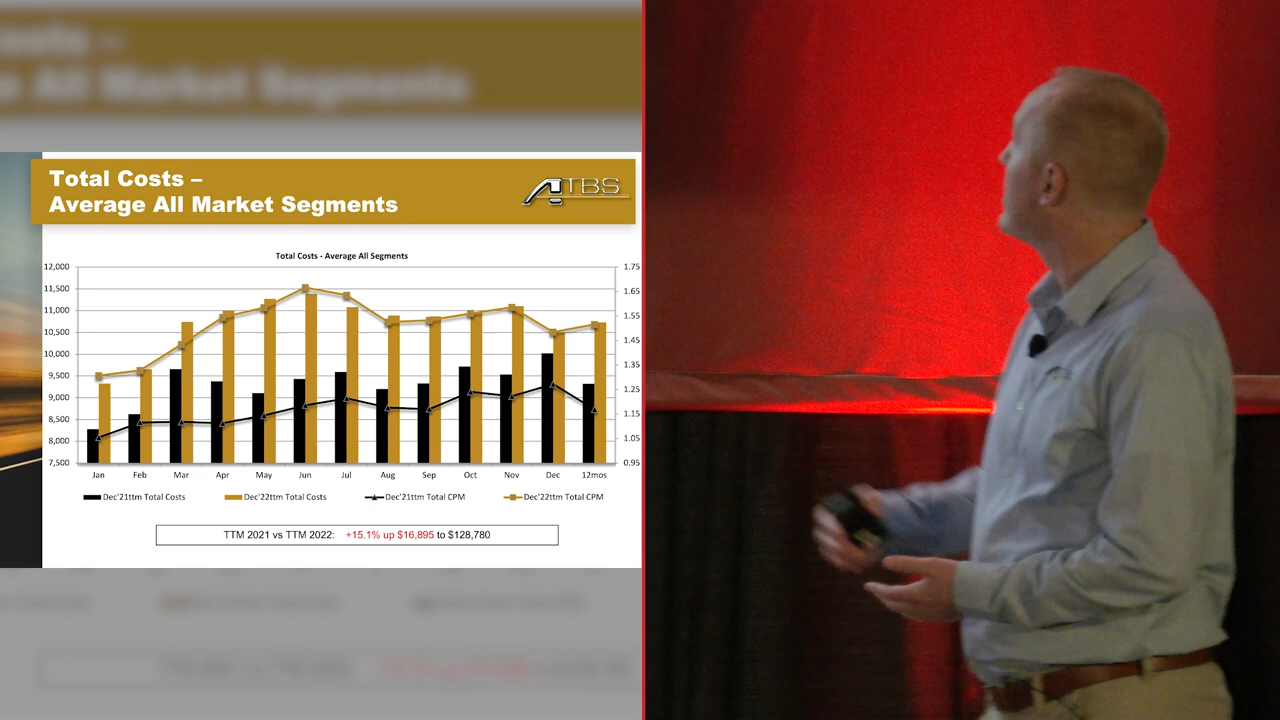 Total Costs –
Average All Market Segments
ATBS
Total Costs - Average All Segments
12,000
11,500
11,000
10,500
10,000
9,500
9,000
8,500
8,000
7,500
1.75
1.65
1.55
1.45
1.35
1.25
1.15
1.05
0.95
Jan Feb Mar Apr May Jun Jul Aug Sep Oct Nov Dec 12mos
Dec'21ttm Total Costs Dec'22ttm Total Costs Dec'21ttm Total CPM Dec'22ttm Total CPM
TTM 2021 vs TTM 2022: +15.1% up $16,895 to $128,780